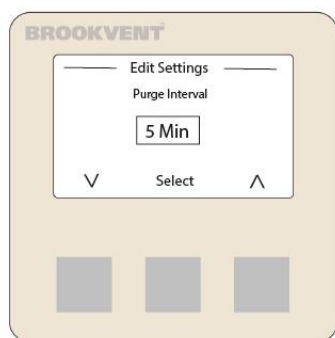 BROOKVENT
Edit Settings
Purge Interval
5 Min
Select